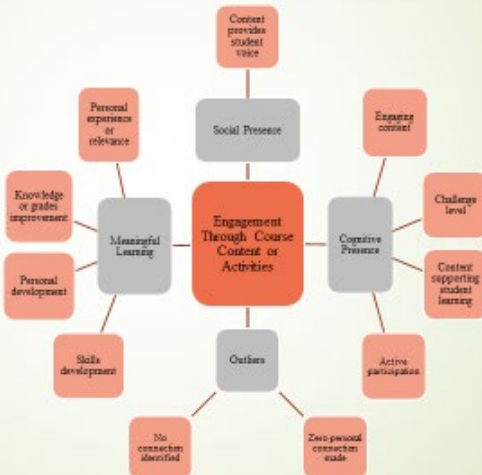 Content
provides
student
voice
Social Presence
Personal
experience
or
relevance
Engaging
content
Knowledge
or grades
improvement
Meaningful
Learning
Engagement
Through Course
Content or
Activities
Cognitive
Presence
Challenge
level
Personal
development
Content
supporting
student
learning
Skills
development
Outliers
Active
participation
No
connection
identified
Zero-personal
connection
made